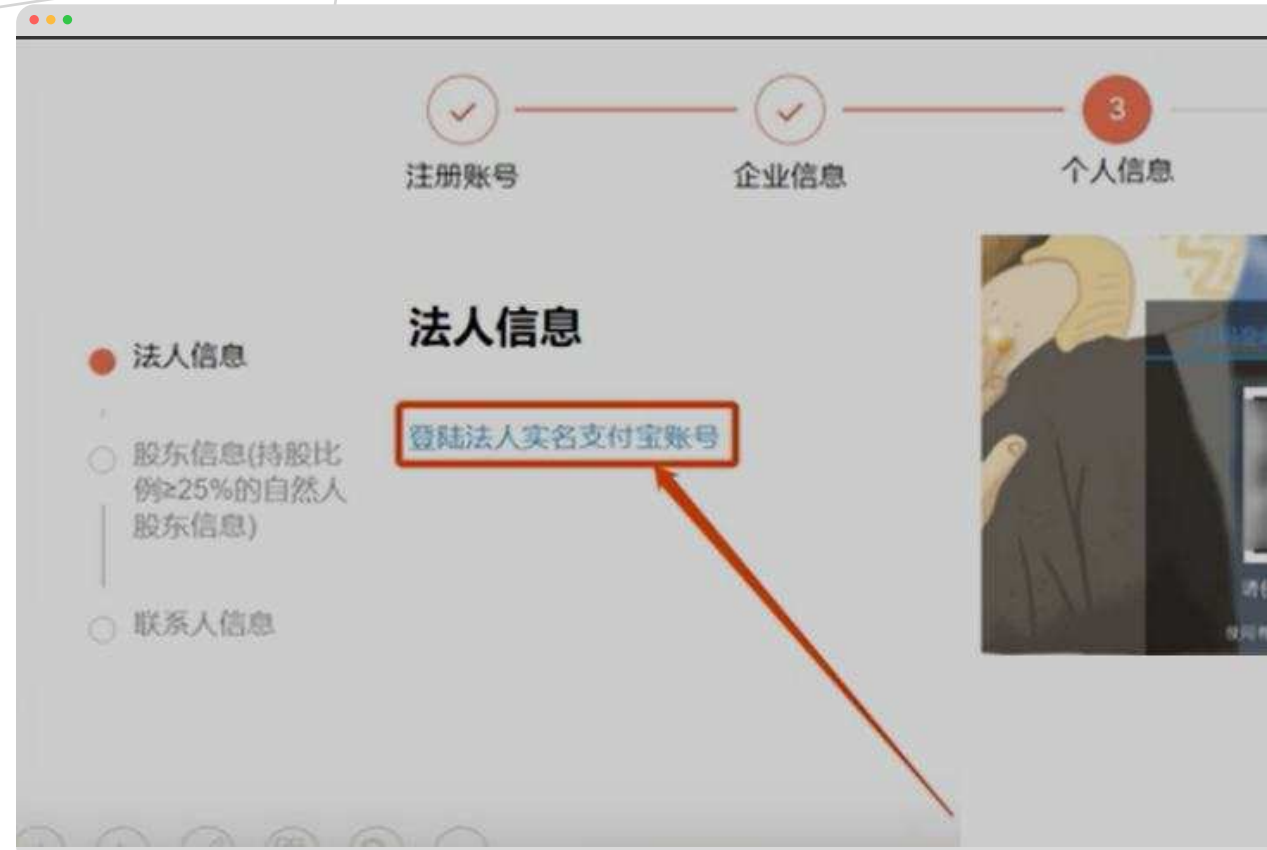 注册账号
企业信息
3
个人信息
法人信息
法人信息
登陆法人实名支付宝账号
股东信息(持股比
例≥25%的自然人
股东信息)
联系人信息